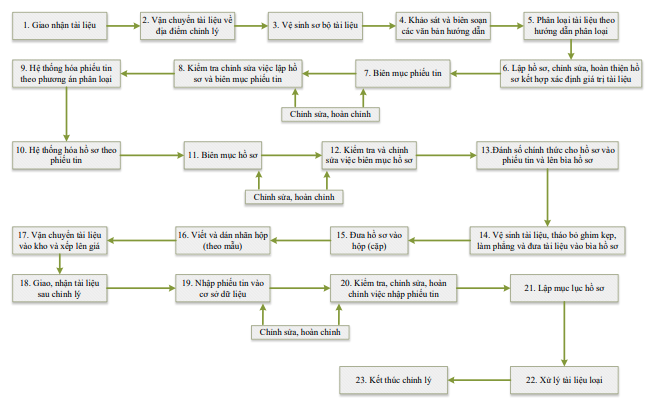 1. Giao nhận tài liệu
2. Vận chuyển tài liệu về
địa điểm chỉnh lý
3. Vệ sinh sơ bộ tài liệu
4. Khảo sát và biên soạn
các văn bản hướng dẫn
5. Phân loại tài liệu theo
hướng dẫn phân loại
6. Lập hồ sơ, chỉnh sửa, hoàn thiện hồ
sơ kết hợp xác định giá trị tài liệu
7. Biên mục phiếu tin
8. Kiểm tra chỉnh sửa việc lập hồ
sơ và biên mục phiếu tin
9. Hệ thống hóa phiếu tin
theo phương án phân loại
Chỉnh sửa, hoàn chỉnh
10. Hệ thống hóa hồ sơ theo
phiếu tin
11. Biên mục hồ sơ
12. Kiểm tra và chỉnh
sửa việc biên mục hồ sơ
13.Đánh số chính thức cho hồ sơ vào
phiếu tin và lên bìa hồ sơ
Chỉnh sửa, hoàn chỉnh
14. Vệ sinh tài liệu, tháo bỏ ghim kẹp,
làm phẳng và đưa tài liệu vào bìa hồ sơ
15. Đưa hồ sơ vào
hộp (cặp)
16. Viết và dán nhãn hộp
(theo mẫu)
17. Vận chuyển tài liệu
vào kho và xếp lên giá
18. Giao, nhận tài liệu
sau chỉnh lý
19. Nhập phiếu tin vào
cơ sở dữ liệu
20. Kiểm tra, chỉnh sửa, hoàn
chỉnh việc nhập phiếu tin
21. Lập mục lục hồ sơ
Chỉnh sửa, hoàn chỉnh
22. Xử lý tài liệu loại
23. Kết thúc chỉnh lý